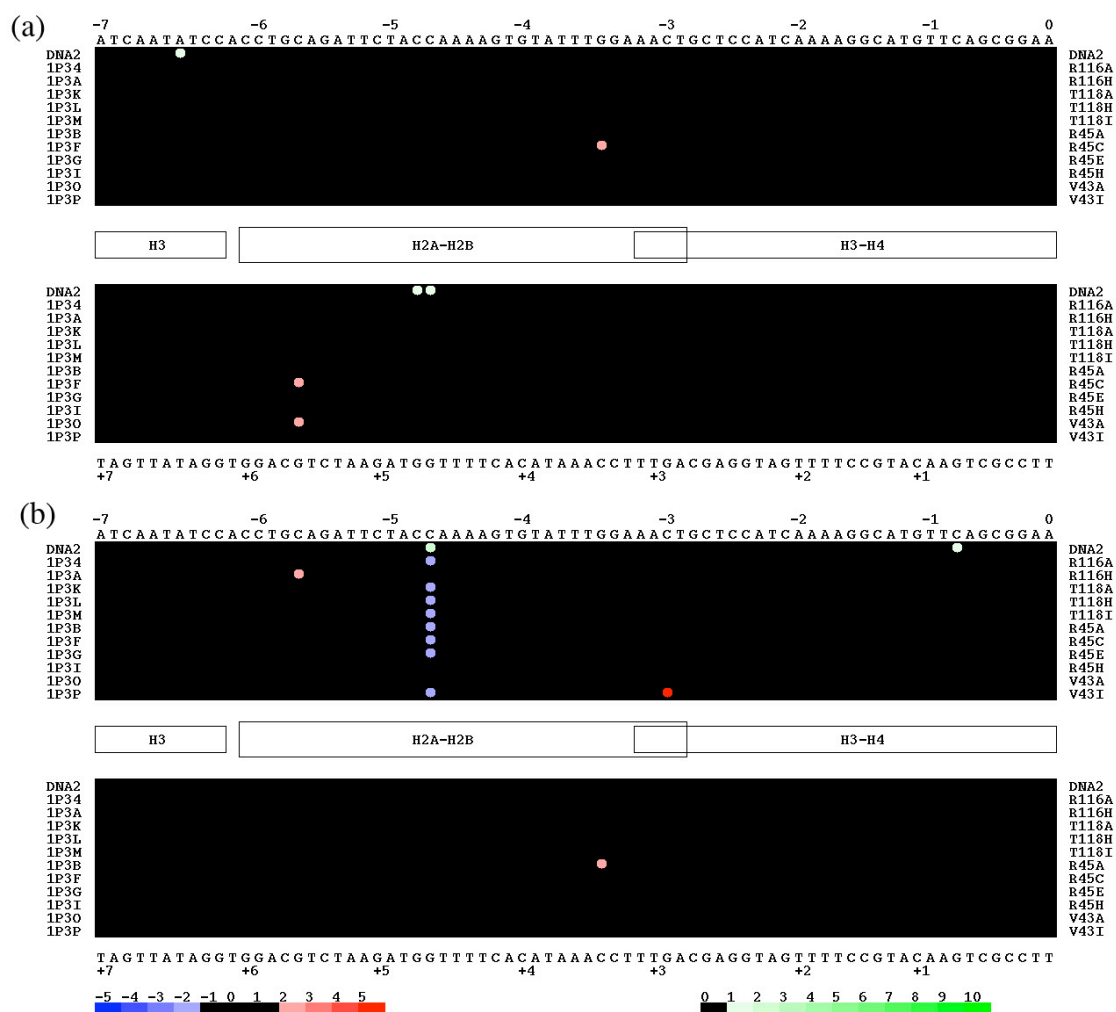 (a)
-7 -6 -5 -4 -3 -2 -1 0
A T C A A T A T C C A C C T G C A G A T T C T A C C A A A A G T G T A T T T G G A A A C T G C T C C A T C A A A A G G C A T G T T C A G C G G A A
DNA2 DNA2
1P34 R116A
1P3A R116H
1P3K T118A
1P3L T118H
1P3M T118I
1P3B R45A
1P3F R45C
1P3G R45E
1P3I R45H
1P3O V43A
1P3P V43I
H3 H2A-H2B H3-H4
DNA2 DNA2
1P34 R116A
1P3A R116H
1P3K T118A
1P3L T118H
1P3M T118I
1P3B R45A
1P3F R45C
1P3G R45E
1P3I R45H
1P3O V43A
1P3P V43I
T A G T T A T A G G T G G A C G T C T A A G A T G G T T T T C A C A T A A A C C T T T G A C G A G G T A G T T T T C C G T A C A A G T C G C C T T
+7 +6 +5 +4 +3 +2 +1
(b)
-7 -6 -5 -4 -3 -2 -1 0
A T C A A T A T C C A C C T G C A G A T T C T A C C A A A A G T G T A T T T G G A A A C T G C T C C A T C A A A A G G C A T G T T C A G C G G A A
DNA2 DNA2
1P34 R116A
1P3A R116H
1P3K T118A
1P3L T118H
1P3M T118I
1P3B R45A
1P3F R45C
1P3G R45E
1P3I R45H
1P3O V43A
1P3P V43I
H3 H2A-H2B H3-H4
DNA2 DNA2
1P34 R116A
1P3A R116H
1P3K T118A
1P3L T118H
1P3M T118I
1P3B R45A
1P3F R45C
1P3G R45E
1P3I R45H
1P3O V43A
1P3P V43I
T A G T T A T A G G T G G A C G T C T A A G A T G G T T T T C A C A T A A A C C T T T G A C G A G G T A G T T T T C C G T A C A A G T C G C C T T
+7 +6 +5 +4 +3 +2 +1
-5 -4 -3 -2 -1 0 1 2 3 4 5 0 1 2 3 4 5 6 7 8 9 10